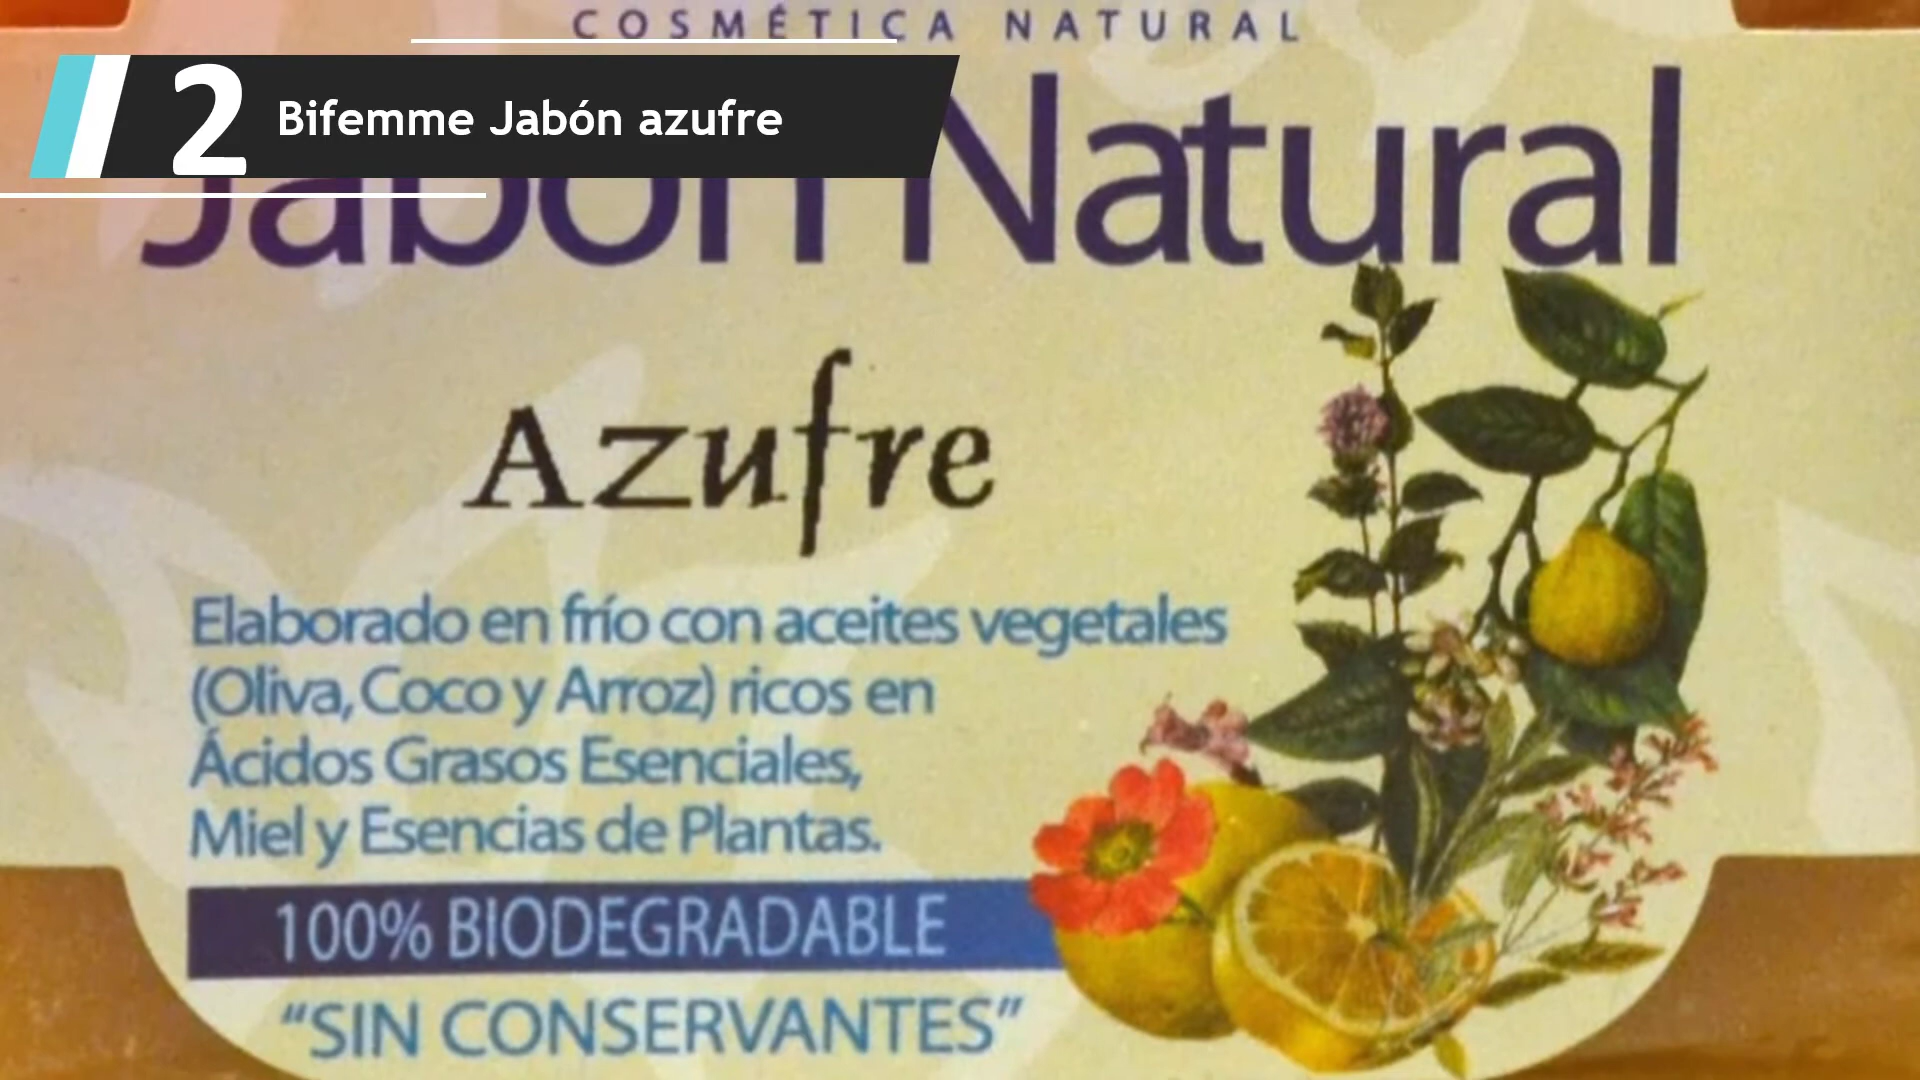 COSMÉTICA NATURAL
2 Bifemme Jabón azufre
Jabón Natural
Azufre
Elaborado en frío con aceites vegetales
(Oliva, Coco y Arroz) ricos en
Ácidos Grasos Esenciales,
Miel y Esencias de Plantas.
100% BIODEGRADABLE
“SIN CONSERVANTES”